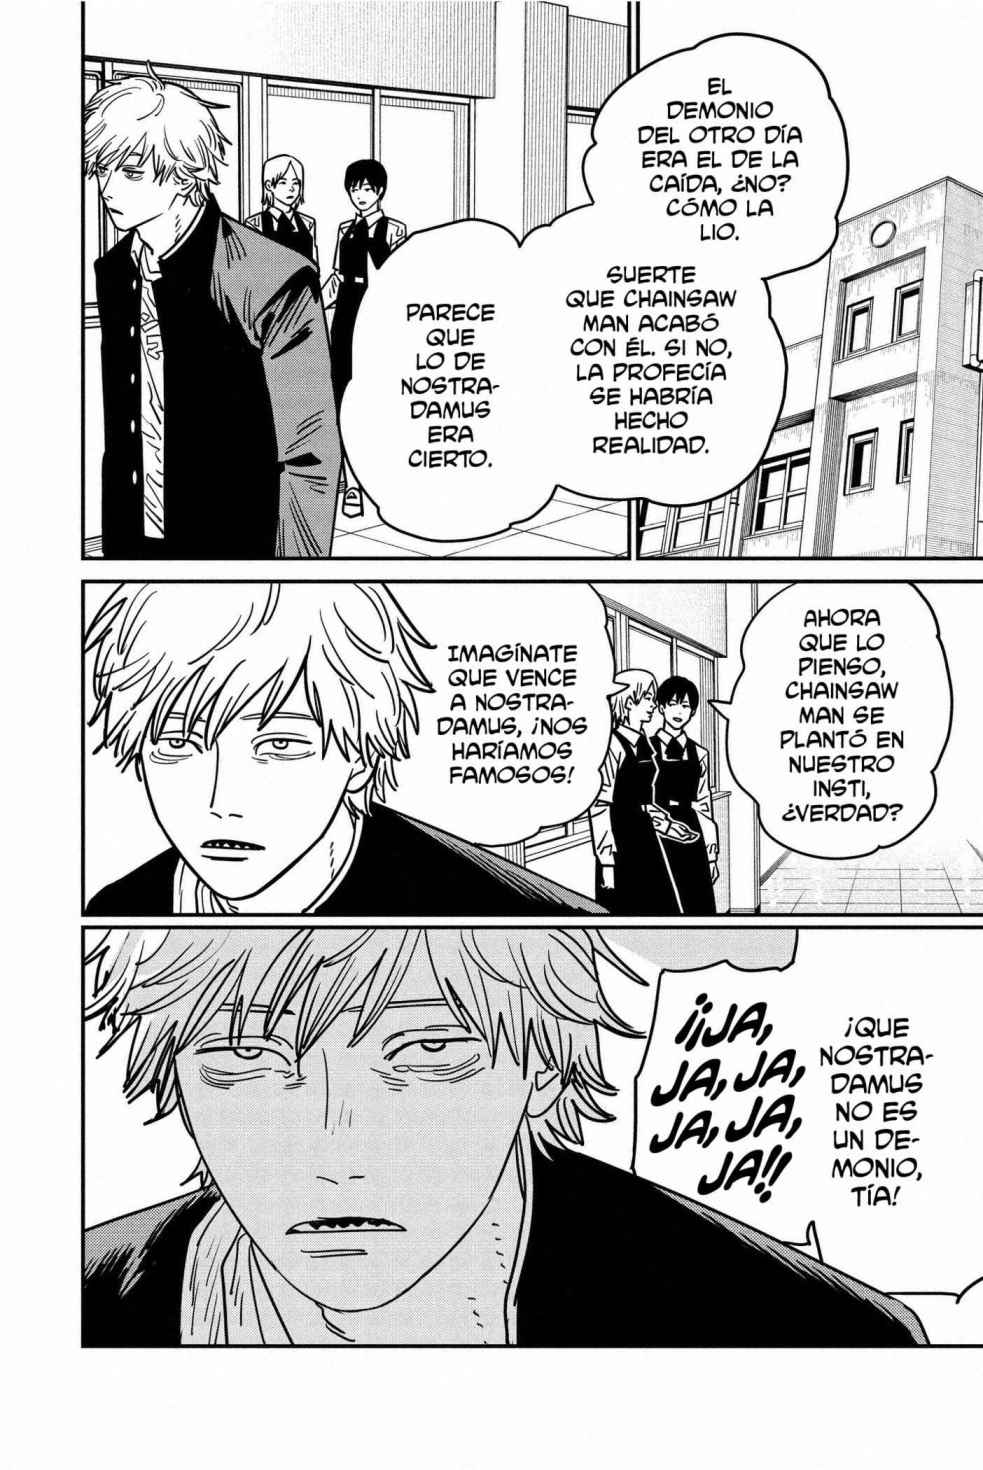 EL
DEMONIO
DEL OTRO DÍA
ERA EL DE LA
CAÍDA, ¿NO?
CÓMO LA
LIO.
SUERTE
QUE CHAINSAW
MAN ACABÓ
CON ÉL. SI NO,
LA PROFECÍA
SE HABRÍA
HECHO
REALIDAD.
PARECE
QUE
LO DE
NOSTRA-
DAMUS
ERA
CIERTO.
AHORA
QUE LO
PIENSO,
CHAINSAW
MAN SE
PLANTÓ EN
NUESTRO
INSTI,
¿VERDAD?
IMAGÍNATE
QUE VENCE
A NOSTRA-
DAMUS, ¡NOS
HARÍAMOS
FAMOSOS!
¡QUE
NOSTRA-
DAMUS
NO ES
UN DE-
MONIO,
TÍA!
¡¡JA,
JA, JA,
JA, JA,
JA!!